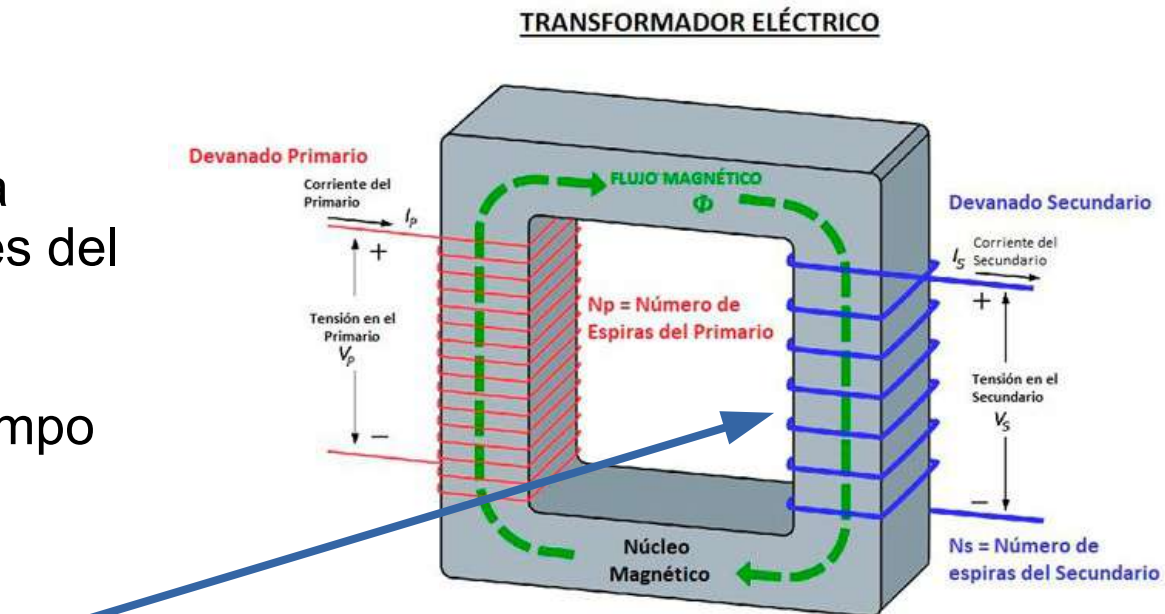 TRANSFORMADOR ELÉCTRICO
es del
mpo
Devanado Primario
Corriente del
Primario
Ip
+
Tensión en el
Primario
Vp
−
FLUJO MAGNÉTICO
Φ
Np = Número de
Espiras del Primario
Núcleo
Magnético
Devanado Secundario
Corriente del
Is Secundario
+
Tensión en el
Secundario
Vs
−
Ns = Número de
espiras del Secundario